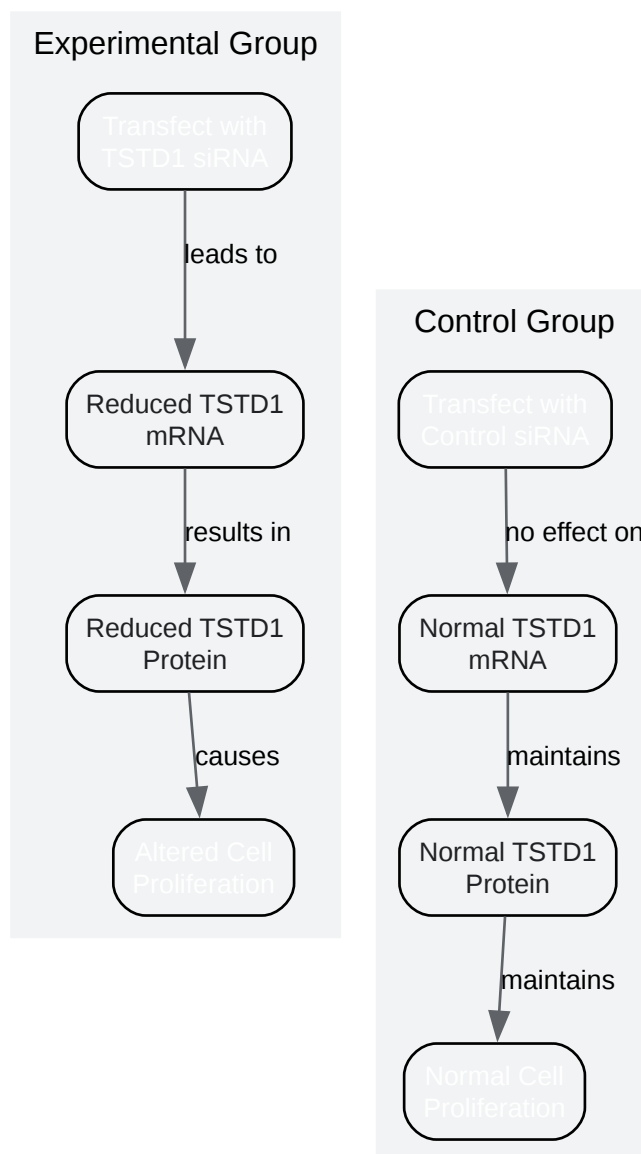 Experimental Group
Transfect with
TSTD1 siRNA
leads to
Reduced TSTD1
mRNA
results in
Reduced TSTD1
Protein
causes
Altered Cell
Proliferation
Control Group
Transfect with
Control siRNA
no effect on
Normal TSTD1
mRNA
maintains
Normal TSTD1
Protein
maintains
Normal Cell
Proliferation